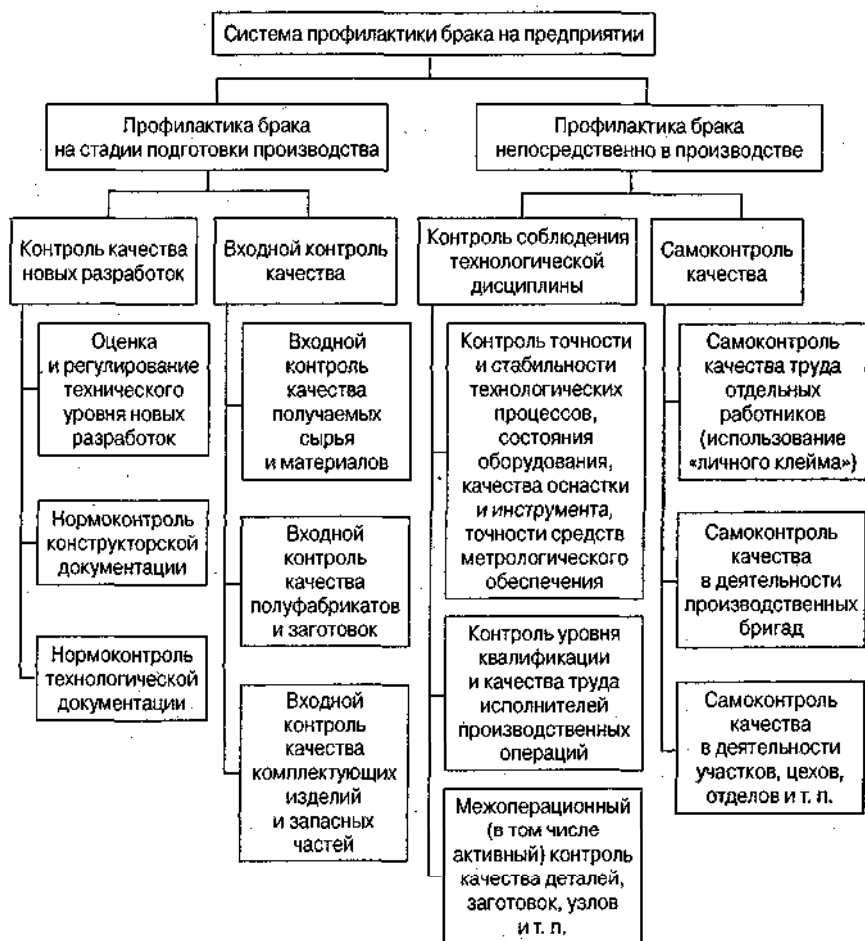 Система профилактики брака на предприятии
Профилактика брака
на стадии подготовки производства
Профилактика брака
непосредственно в производстве
Контроль качества
новых разработок
Входной контроль
качества
Контроль соблюдения
технологической
дисциплины
Самоконтроль
качества
Оценка
и регулирование
технического
уровня новых
разработок
Нормоконтроль
конструкторской
документации
Нормоконтроль
технологической
документации
Входной
контроль
качества
получаемых
сырья
и материалов
Входной
контроль
качества
полуфабрикатов
и заготовок
Входной
контроль
качества
комплектующих
изделий
и запасных
частей
Контроль точности
и стабильности
технологических
процессов,
состояния
оборудования,
качества оснастки
и инструмента,
точности средств
метрологического
обеспечения
Контроль уровня
квалификации
и качества труда
исполнителей
производственных
операций
Межоперационный
(в том числе
активный) контроль
качества деталей,
заготовок, узлов
и т. п.
Самоконтроль
качества труда
отдельных
работников
(использование
«личного клейма»)
Самоконтроль
качества
в деятельности
производственных
бригад
Самоконтроль
качества
в деятельности
участков, цехов,
отделов и т. п.